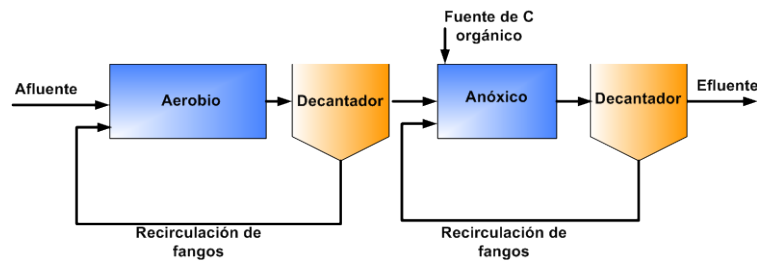 Fuente de C
orgánico
Afluente
Aerobio
Decantador
Anóxico
Decantador
Efluente
Recirculación de
fangos
Recirculación de
fangos